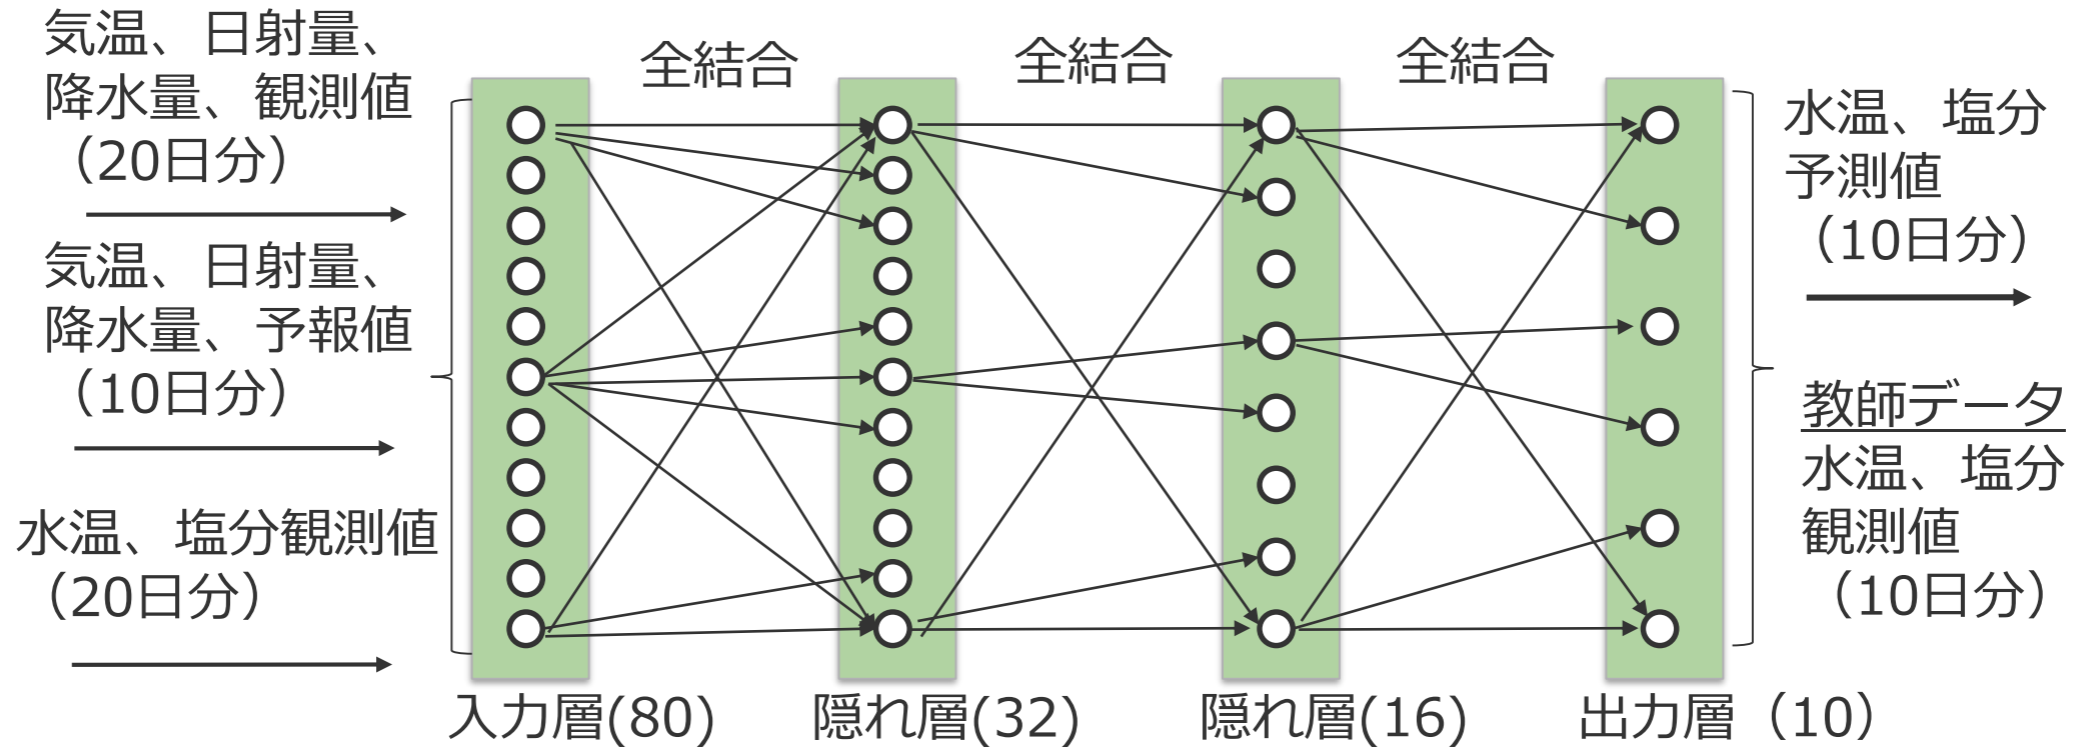 気温、日射量、
降水量、観測値
（20日分）
気温、日射量、
降水量、予報値
（10日分）
水温、塩分観測値
（20日分）
全結合
全結合
全結合
入力層(80)
隠れ層(32)
隠れ層(16)
出力層（10）
水温、塩分
予測値
（10日分）
教師データ
水温、塩分
観測値
（10日分）